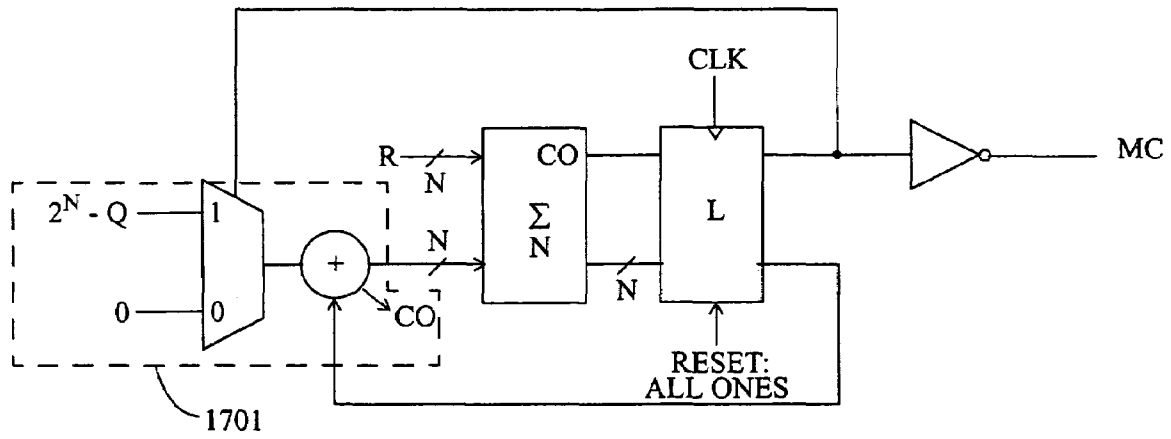 CLK
R
N
CO
MC
2^N - Q
1
Σ
N
L
N
+
N
0
0
CO
RESET:
ALL ONES
1701